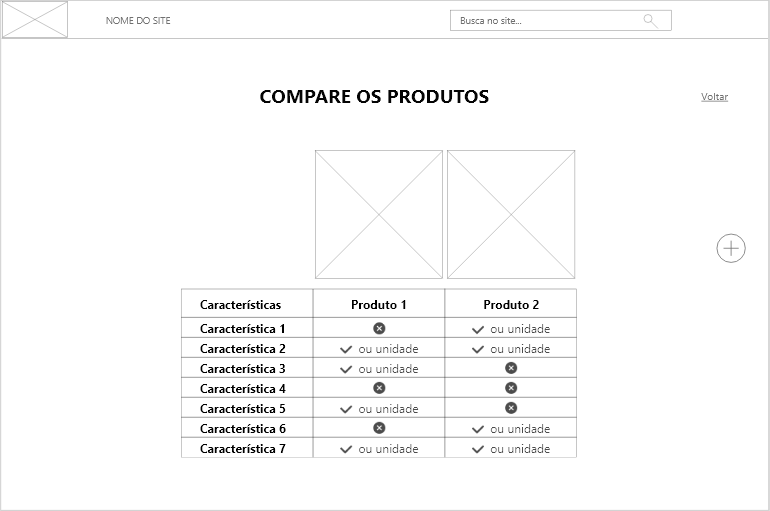 NOME DO SITE
Busca no site...
COMPARE OS PRODUTOS
Voltar
Características Produto 1 Produto 2
Característica 1 ou unidade
Característica 2 ou unidade ou unidade
Característica 3 ou unidade
Característica 4
Característica 5 ou unidade
Característica 6 ou unidade
Característica 7 ou unidade ou unidade